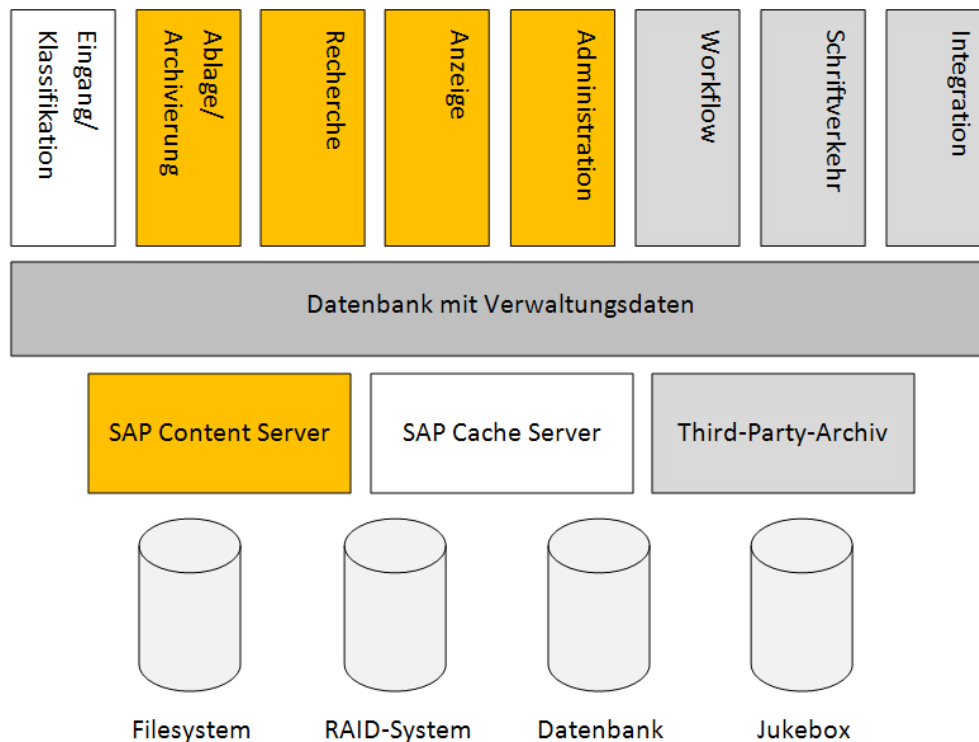 Eingang/
Klassifikation
Ablage/
Archivierung
Recherche
Anzeige
Administration
Workflow
Schriftverkehr
Integration
Datenbank mit Verwaltungsdaten
SAP Content Server
SAP Cache Server
Third-Party-Archiv
Filesystem
RAID-System
Datenbank
Jukebox